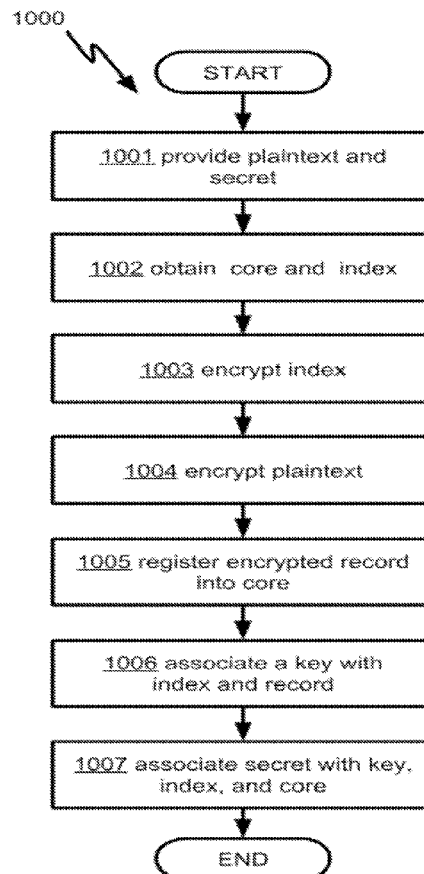 1000
START
1001 provide plaintext and
secret
1002 obtain core and index
1003 encrypt index
1004 encrypt plaintext
1005 register encrypted record
into core
1006 associate a key with
index and record
1007 associate secret with key,
index, and core
END